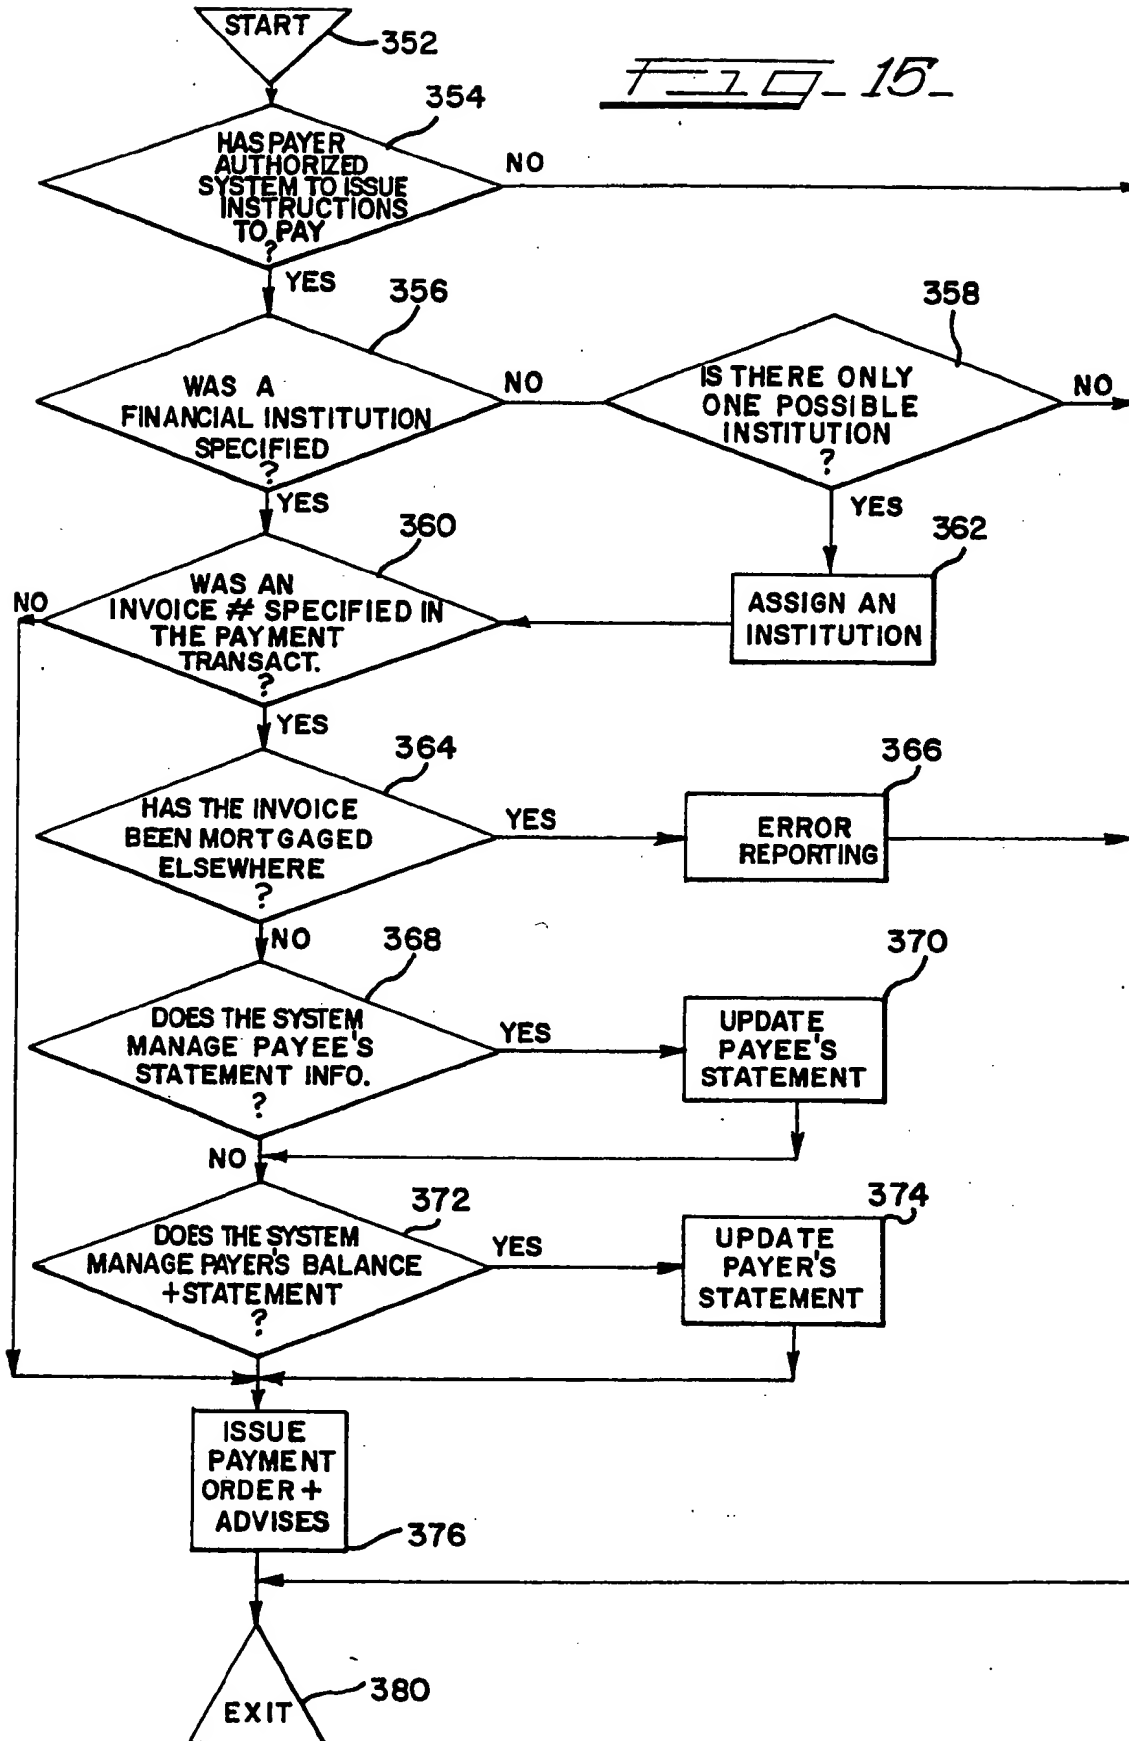 START
352
Fig-15-
354
HAS PAYER
AUTHORIZED
SYSTEM TO ISSUE
INSTRUCTIONS
TO PAY
?
NO
YES
356
WAS A
FINANCIAL INSTITUTION
SPECIFIED
?
NO
358
IS THERE ONLY
ONE POSSIBLE
INSTITUTION
?
NO
YES
YES
360
WAS AN
INVOICE # SPECIFIED IN
THE PAYMENT
TRANSACT.
?
NO
362
ASSIGN AN
INSTITUTION
YES
364
HAS THE INVOICE
BEEN MORTGAGED
ELSEWHERE
?
YES
366
ERROR
REPORTING
NO
368
DOES THE SYSTEM
MANAGE PAYEE'S
STATEMENT INFO.
?
YES
370
UPDATE
PAYEE'S
STATEMENT
NO
372
DOES THE SYSTEM
MANAGE PAYER'S BALANCE
+STATEMENT
?
YES
374
UPDATE
PAYER'S
STATEMENT
ISSUE
PAYMENT
ORDER +
ADVISES
376
EXIT
380